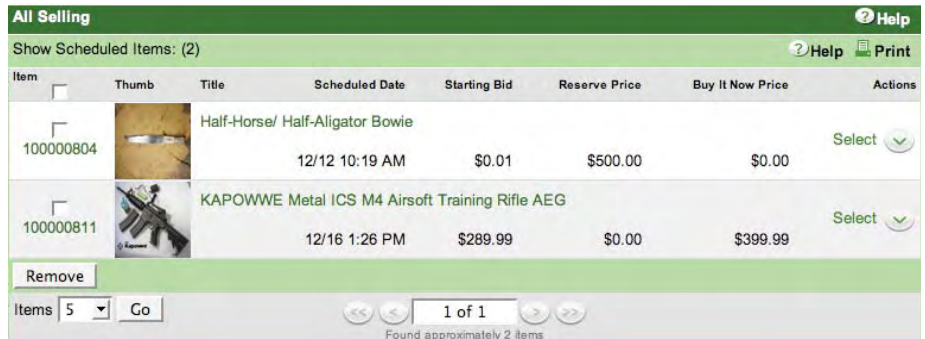 All Selling
? Help
Show Scheduled Items: (2)
? Help Print
Item Thumb Title Scheduled Date Starting Bid Reserve Price Buy It Now Price Actions
Half-Horse/ Half-Aligator Bowie
100000804 12/12 10:19 AM $0.01 $500.00 $0.00 Select
KAPOWWE Metal ICS M4 Airsoft Training Rifle AEG
100000811 12/16 1:26 PM $289.99 $0.00 $399.99 Select
Remove
Items 5 Go << < 1 of 1 > >>
Found approximately 2 items